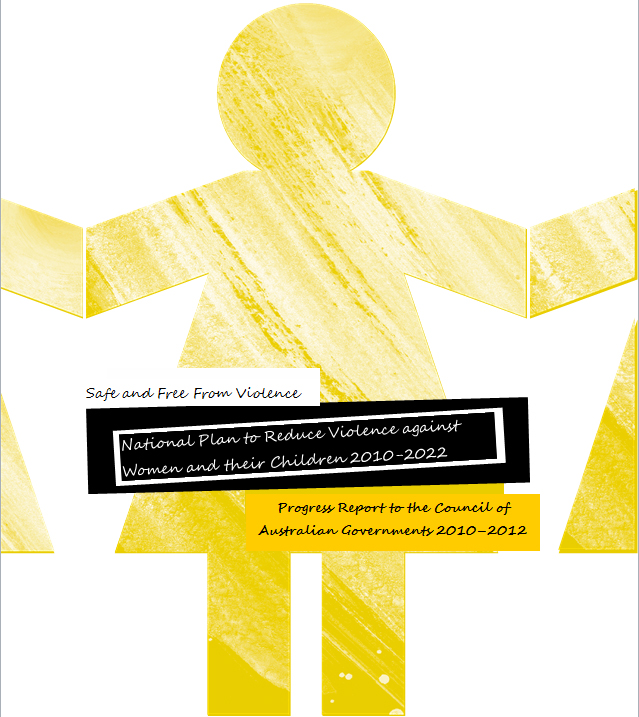 Safe and Free From Violence
National Plan to Reduce Violence against
Women and their Children 2010-2022
Progress Report to the Council of
Australian Governments 2010–2012